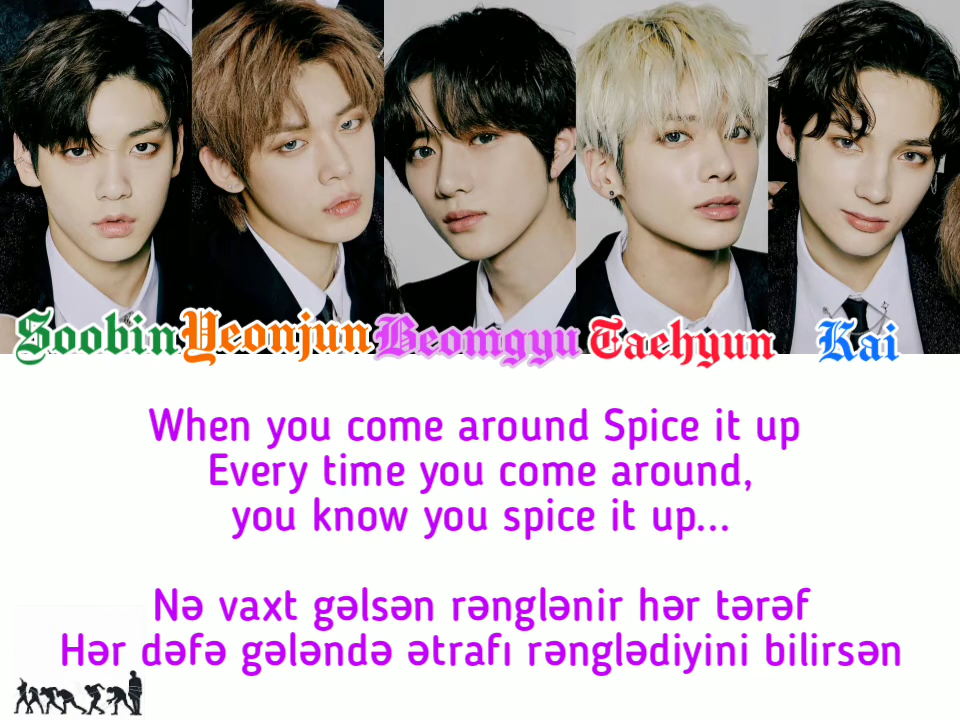 Soobin Yeonjun Beomgyu Taehyun Kai
When you come around Spice it up
Every time you come around,
you know you spice it up...
Nə vaxt gəlsən rənglənir hər tərəf
Hər dəfə gələndə ətrafı rənglədiyini bilirsən